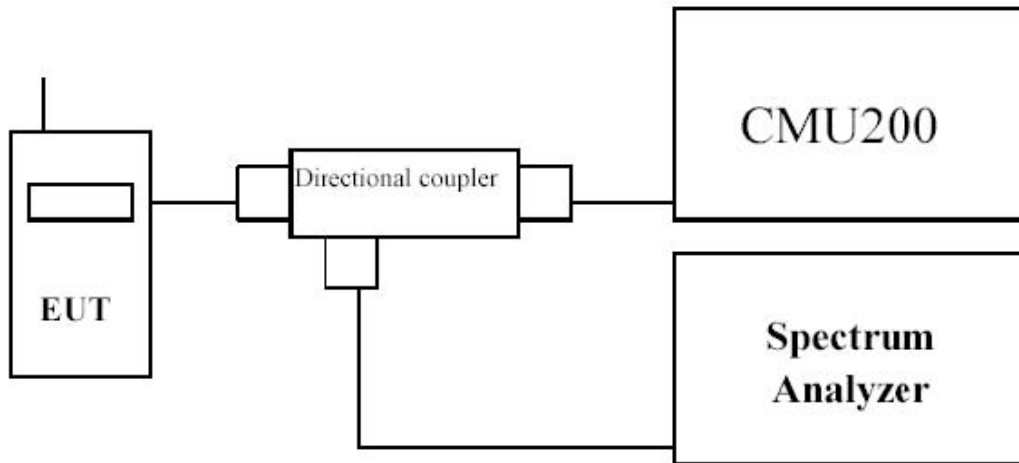 CMU200
Directional coupler
EUT
Spectrum
Analyzer